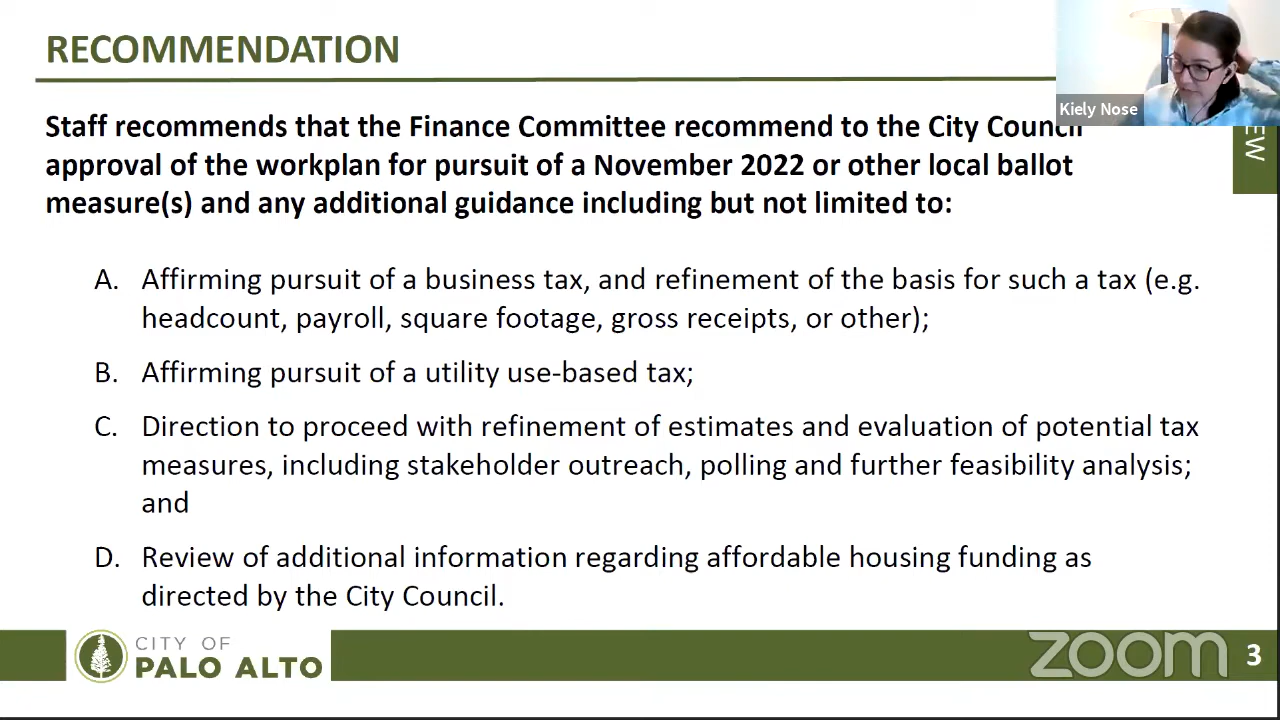 RECOMMENDATION
Kiely Nose
Staff recommends that the Finance Committee recommend to the City Council
approval of the workplan for pursuit of a November 2022 or other local ballot
measure(s) and any additional guidance including but not limited to:
EW
A. Affirming pursuit of a business tax, and refinement of the basis for such a tax (e.g.
headcount, payroll, square footage, gross receipts, or other);
B. Affirming pursuit of a utility use-based tax;
C. Direction to proceed with refinement of estimates and evaluation of potential tax
measures, including stakeholder outreach, polling and further feasibility analysis;
and
D. Review of additional information regarding affordable housing funding as
directed by the City Council.
CITY OF
PALO ALTO
zoom
3